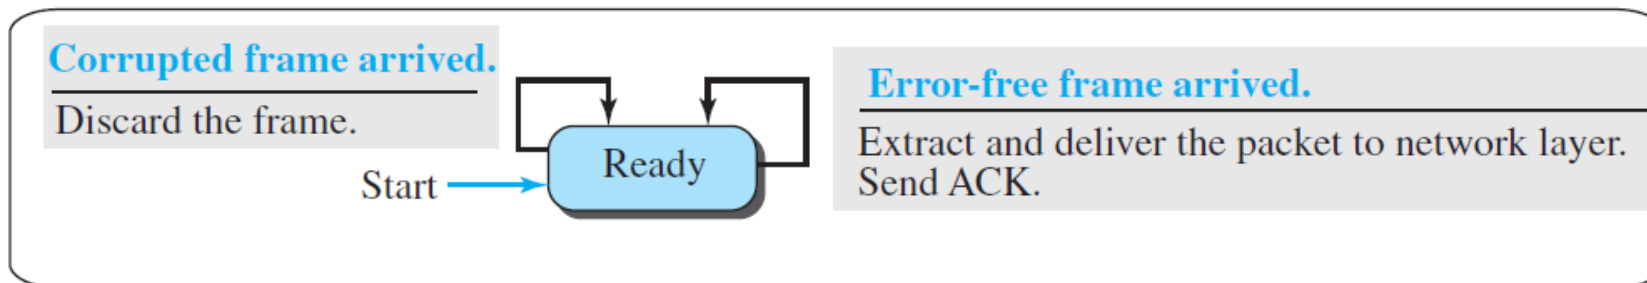 Corrupted frame arrived.
Discard the frame.
Start
Ready
Error-free frame arrived.
Extract and deliver the packet to network layer.
Send ACK.